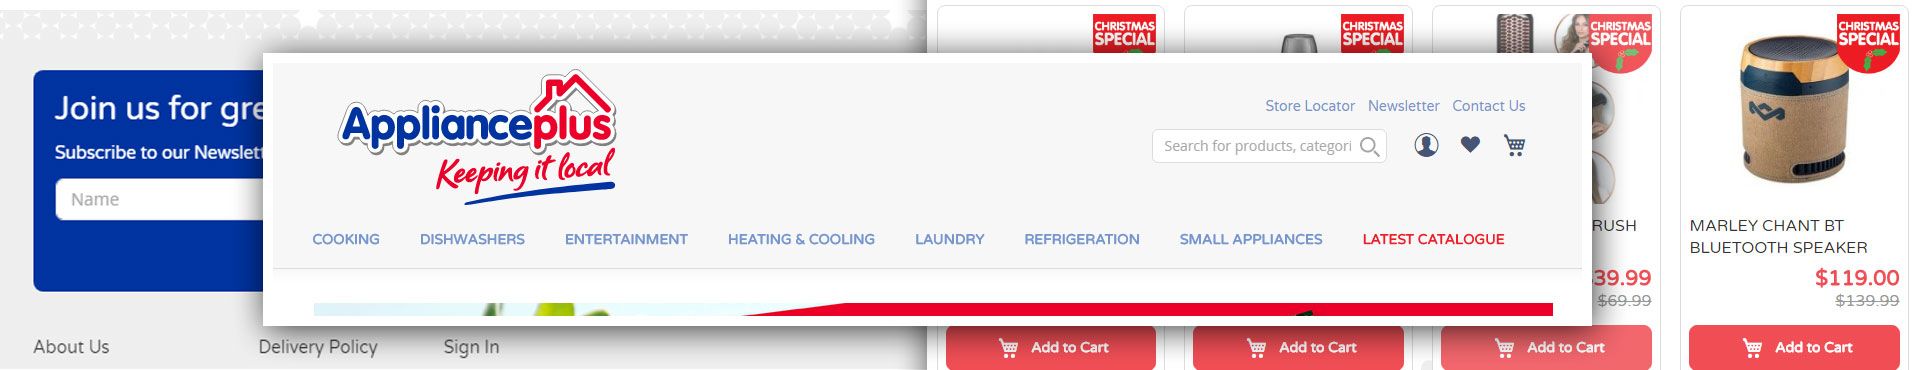 Join us for gre
Subscribe to our Newslett
Name
About Us
Delivery Policy
Sign In
Applianceplus
Keeping it local
Store Locator
Newsletter
Contact Us
Search for products, categori
COOKING
DISHWASHERS
ENTERTAINMENT
HEATING & COOLING
LAUNDRY
REFRIGERATION
SMALL APPLIANCES
LATEST CATALOGUE
CHRISTMAS
SPECIAL
Add to Cart
CHRISTMAS
SPECIAL
Add to Cart
CHRISTMAS
SPECIAL
RUSH
39.99
$69.99
Add to Cart
CHRISTMAS
SPECIAL
MARLEY CHANT BT
BLUETOOTH SPEAKER
$119.00
$139.99
Add to Cart